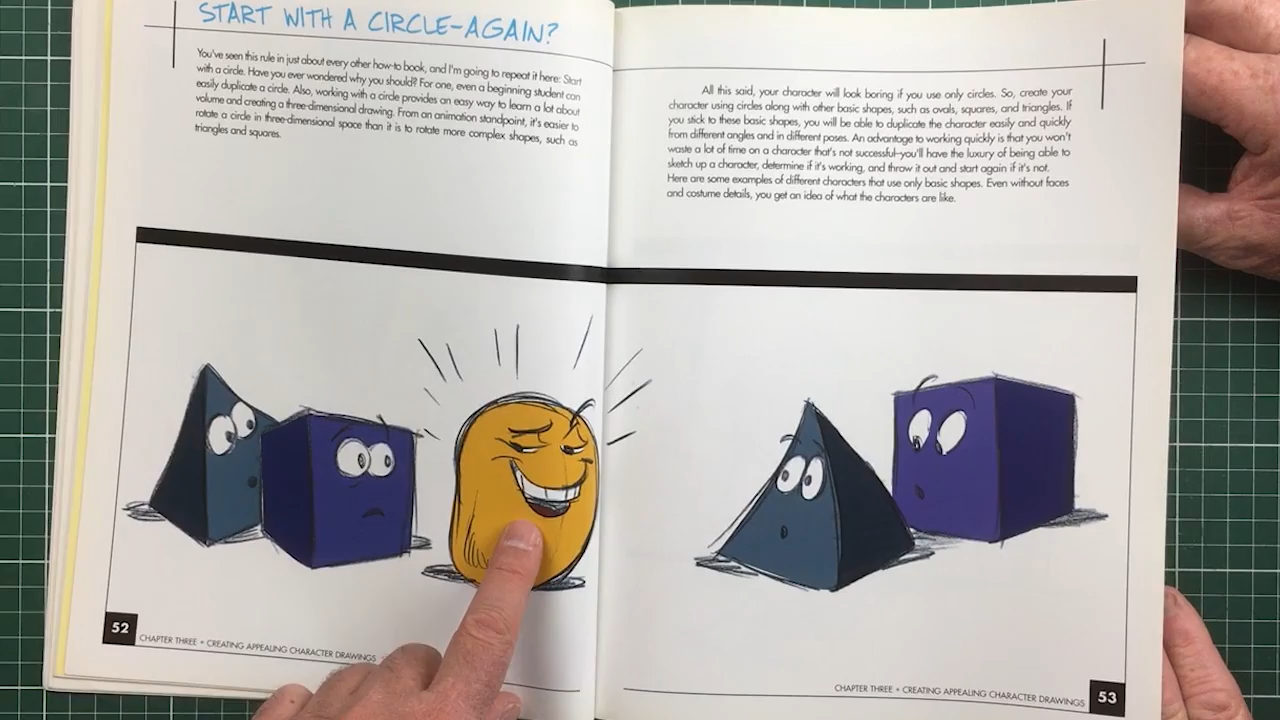 START WITH A CIRCLE–AGAIN?
You've seen this rule in just about every other how-to book, and I'm going to repeat it here: Start
with a circle. Have you ever wondered why you should? For one, even a beginning student can
easily duplicate a circle. Also, working with a circle provides an easy way to learn a lot about
volume and creating a three-dimensional drawing. From an animation standpoint, it's easier to
rotate a circle in three-dimensional space than it is to rotate more complex shapes, such as
triangles and squares.
52
CHAPTER THREE • CREATING APPEALING CHARACTER DRAWINGS
All this said, your character will look boring if you use only circles. So, create your
character using circles along with other basic shapes, such as ovals, squares, and triangles. If
you stick to these basic shapes, you will be able to duplicate the character easily and quickly
from different angles and in different poses. An advantage to working quickly is that you won't
waste a lot of time on a character that's not successful–you'll have the luxury of being able to
sketch up a character, determine if it's working, and throw it out and start again if it's not.
Here are some examples of different characters that use only basic shapes. Even without faces
and costume details, you get an idea of what the characters are like.
CHAPTER THREE • CREATING APPEALING CHARACTER DRAWINGS
53